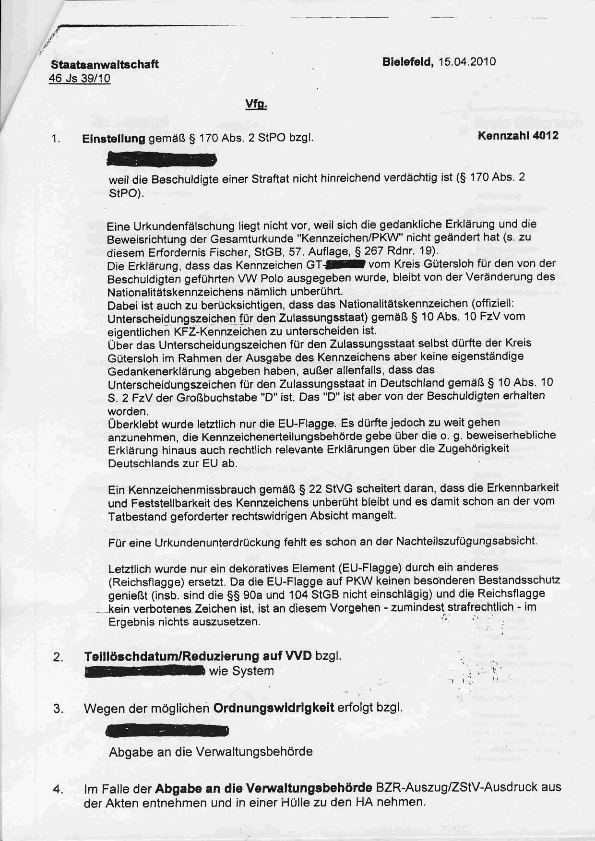 Staatsanwaltschaft
46 Js 39/10
Bielefeld, 15.04.2010
Vfg.
1. Einstellung gemäß § 170 Abs. 2 StPO bzgl.
Kennzahl 4012
weil die Beschuldigte einer Straftat nicht hinreichend verdächtig ist (§ 170 Abs. 2
StPO).
Eine Urkundenfälschung liegt nicht vor, weil sich die gedankliche Erklärung und die
Beweisrichtung der Gesamturkunde "Kennzeichen/PKW" nicht geändert hat (s. zu
diesem Erfordernis Fischer, StGB, 57. Auflage, § 267 Rdnr. 19).
Die Erklärung, dass das Kennzeichen GT- vom Kreis Gütersloh für den von der
Beschuldigten geführten VW Polo ausgegeben wurde, bleibt von der Veränderung des
Nationalitätskennzeichens nämlich unberührt.
Dabei ist auch zu berücksichtigen, dass das Nationalitätskennzeichen (offiziell:
Unterscheidungszeichen für den Zulassungsstaat) gemäß § 10 Abs. 10 FzV vom
eigentlichen KFZ-Kennzeichen zu unterscheiden ist.
Über das Unterscheidungszeichen für den Zulassungsstaat selbst dürfte der Kreis
Gütersloh im Rahmen der Ausgabe des Kennzeichens aber keine eigenständige
Gedankenerklärung abgegeben haben, außer allenfalls, dass das
Unterscheidungszeichen für den Zulassungsstaat in Deutschland gemäß § 10 Abs. 10
S. 2 FzV der Großbuchstabe "D" ist. Das "D" ist aber von der Beschuldigten erhalten
worden.
Überklebt wurde letztlich nur die EU-Flagge. Es dürfte jedoch zu weit gehen
anzunehmen, die Kennzeichenerteilungsbehörde gebe über die o. g. beweiserhebliche
Erklärung hinaus auch rechtlich relevante Erklärungen über die Zugehörigkeit
Deutschlands zur EU ab.
Ein Kennzeichenmissbrauch gemäß § 22 StVG scheitert daran, dass die Erkennbarkeit
und Feststellbarkeit des Kennzeichens unberüht bleibt und es damit schon an der vom
Tatbestand geforderter rechtswidrigen Absicht mangelt.
Für eine Urkundenunterdrückung fehlt es schon an der Nachteilszufügungsabsicht.
Letztlich wurde nur ein dekoratives Element (EU-Flagge) durch ein anderes
(Reichsflagge) ersetzt. Da die EU-Flagge auf PKW keinen besonderen Bestandsschutz
genießt (insb. sind die §§ 90a und 104 StGB nicht einschlägig) und die Reichsflagge
kein verbotenes Zeichen ist, ist an diesem Vorgehen - zumindest strafrechtlich - im
Ergebnis nichts auszusetzen.
2. Teillöschdatum/Reduzierung auf VVD bzgl.
wie System
3. Wegen der möglichen Ordnungswidrigkeit erfolgt bzgl.
Abgabe an die Verwaltungsbehörde
4. Im Falle der Abgabe an die Verwaltungsbehörde BZR-Auszug/ZStV-Ausdruck aus
der Akten entnehmen und in einer Hülle zu den HA nehmen.